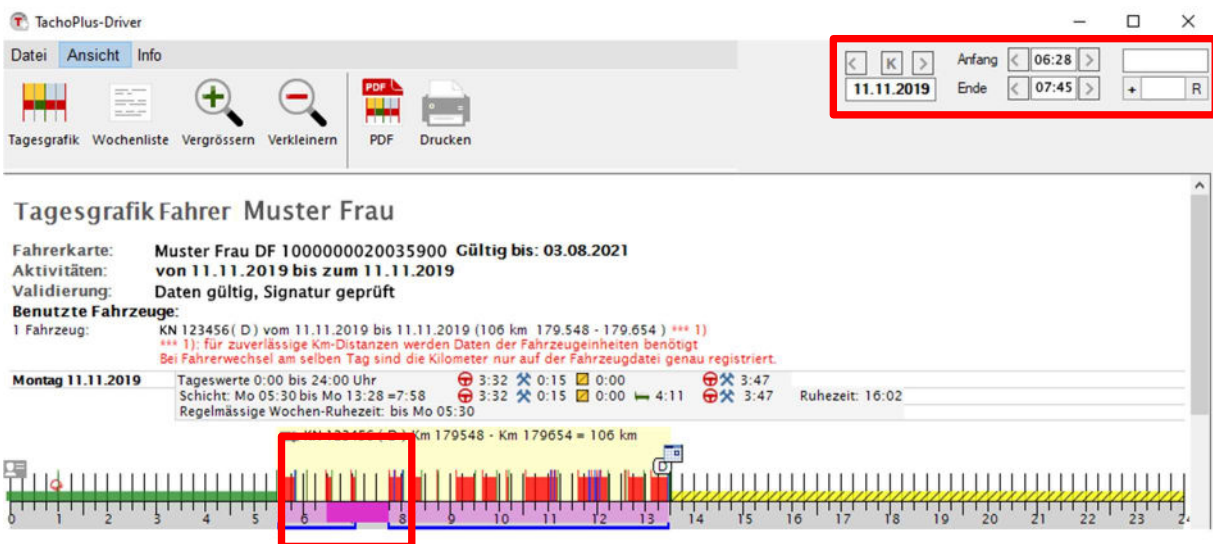 TachoPlus-Driver
Datei Ansicht Info
< K > Anfang < 06:28 >
11.11.2019 Ende < 07:45 > + R
Tagesgrafik Wochenliste Vergrössern Verkleinern PDF Drucken
PDF
Tagesgrafik Fahrer Muster Frau
Fahrerkarte: Muster Frau DF 1000000020035900 Gültig bis: 03.08.2021
Aktivitäten: von 11.11.2019 bis zum 11.11.2019
Validierung: Daten gültig, Signatur geprüft
Benutzte Fahrzeuge:
1 Fahrzeug: KN 123456( D ) vom 11.11.2019 bis 11.11.2019 (106 km 179.548 - 179.654 ) *** 1)
*** 1): für zuverlässige Km-Distanzen werden Daten der Fahrzeugeinheiten benötigt
Bei Fahrerwechsel am selben Tag sind die Kilometer nur auf der Fahrzeugdatei genau registriert.
Montag 11.11.2019 Tageswerte 0:00 bis 24:00 Uhr 3:32 0:15 0:00 3:47
Schicht: Mo 05:30 bis Mo 13:28 =7:58 3:32 0:15 0:00 4:11 3:47 Ruhezeit: 16:02
Regelmässige Wochen-Ruhezeit: bis Mo 05:30
KN 123456 ( D ) Km 179548 - Km 179654 = 106 km
D
0 1 2 3 4 5 6 7 8 9 10 11 12 13 14 15 16 17 18 19 20 21 22 23 24